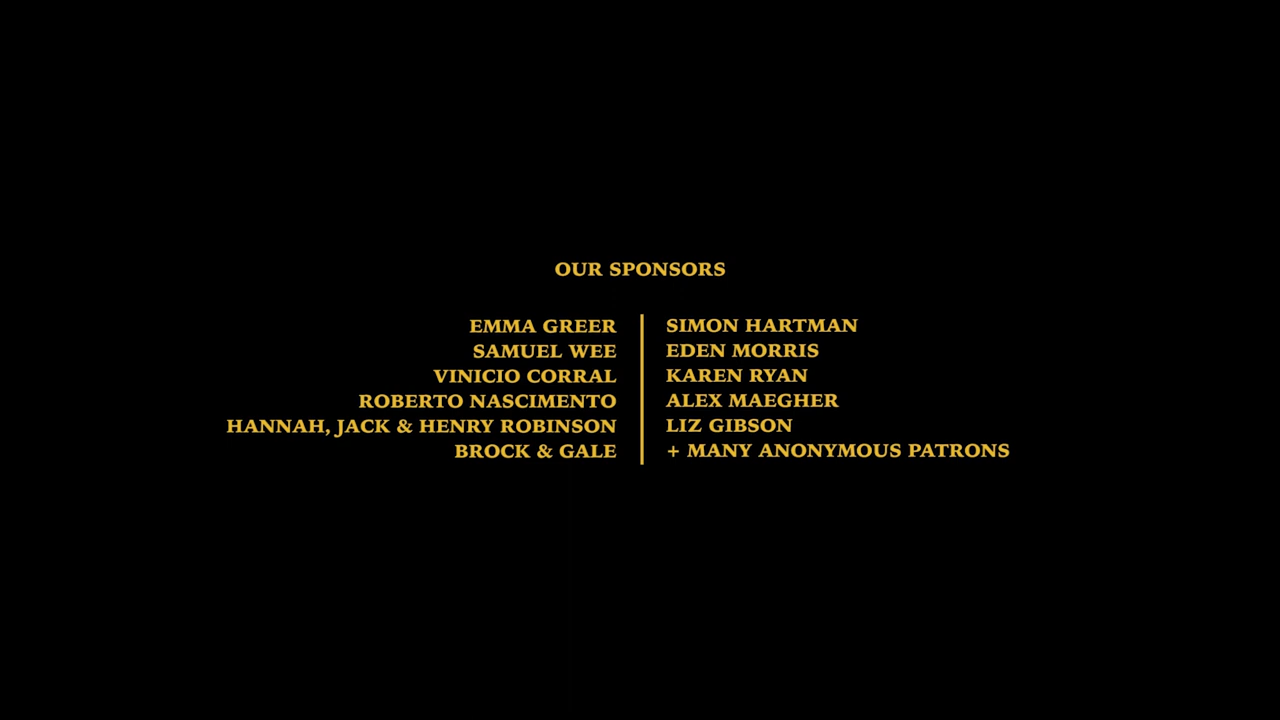 OUR SPONSORS
EMMA GREER
SAMUEL WEE
VINICIO CORRAL
ROBERTO NASCIMENTO
HANNAH, JACK & HENRY ROBINSON
BROCK & GALE
SIMON HARTMAN
EDEN MORRIS
KAREN RYAN
ALEX MAEGHER
LIZ GIBSON
+ MANY ANONYMOUS PATRONS